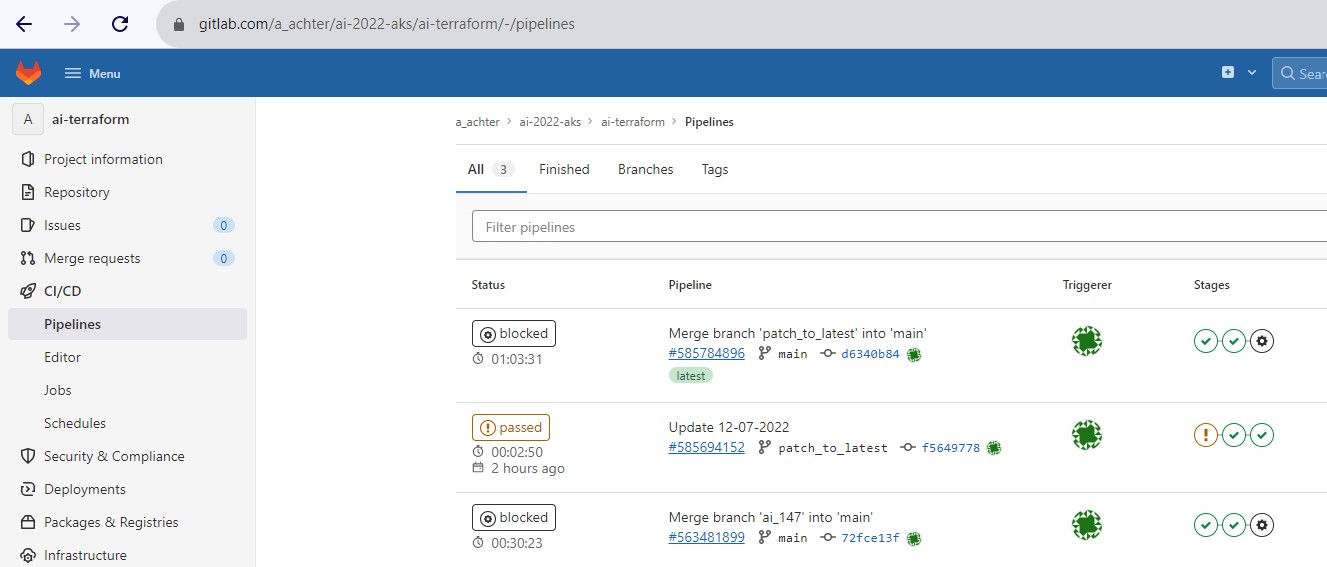 gitlab.com/a_achter/ai-2022-aks/ai-terraform/-/pipelines
Menu
Sear
A ai-terraform
Project information
Repository
Issues 0
Merge requests 0
CI/CD
Pipelines
Editor
Jobs
Schedules
Security & Compliance
Deployments
Packages & Registries
Infrastructure
a_achter > ai-2022-aks > ai-terraform > Pipelines
All 3 Finished Branches Tags
Filter pipelines
Status Pipeline Triggerer Stages
blocked Merge branch 'patch_to_latest' into 'main'
01:03:31 #585784896 main d6340b84
latest
passed Update 12-07-2022
00:02:50 #585694152 patch_to_latest f5649778
2 hours ago
blocked Merge branch 'ai_147' into 'main'
00:30:23 #563481899 main 72fce13f